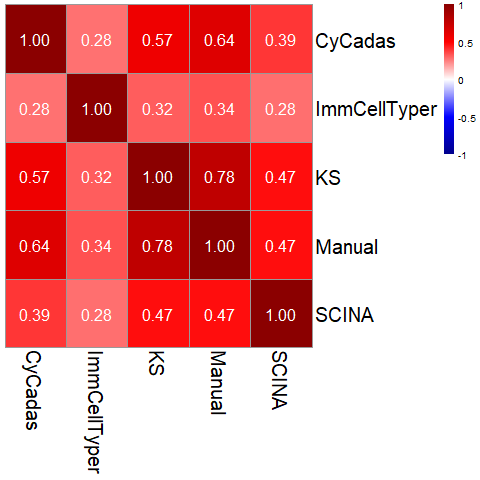 1.00 0.28 0.57 0.64 0.39 CyCadas
0.28 1.00 0.32 0.34 0.28 ImmCellTyper
0.57 0.32 1.00 0.78 0.47 KS
0.64 0.34 0.78 1.00 0.47 Manual
0.39 0.28 0.47 0.47 1.00 SCINA
CyCadas
ImmCellTyper
KS
Manual
SCINA
1
0.5
0
-0.5
-1